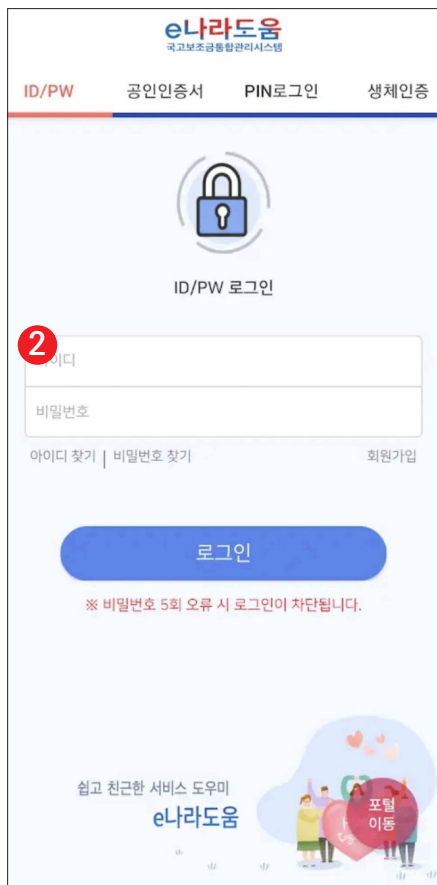 e나라도움
국고보조금통합관리시스템
ID/PW 공인인증서 PIN로그인 생체인증
ID/PW 로그인
2
이디
비밀번호
아이디 찾기 | 비밀번호 찾기 회원가입
로그인
※ 비밀번호 5회 오류 시 로그인이 차단됩니다.
쉽고 친근한 서비스 도우미
e나라도움
포털
이동